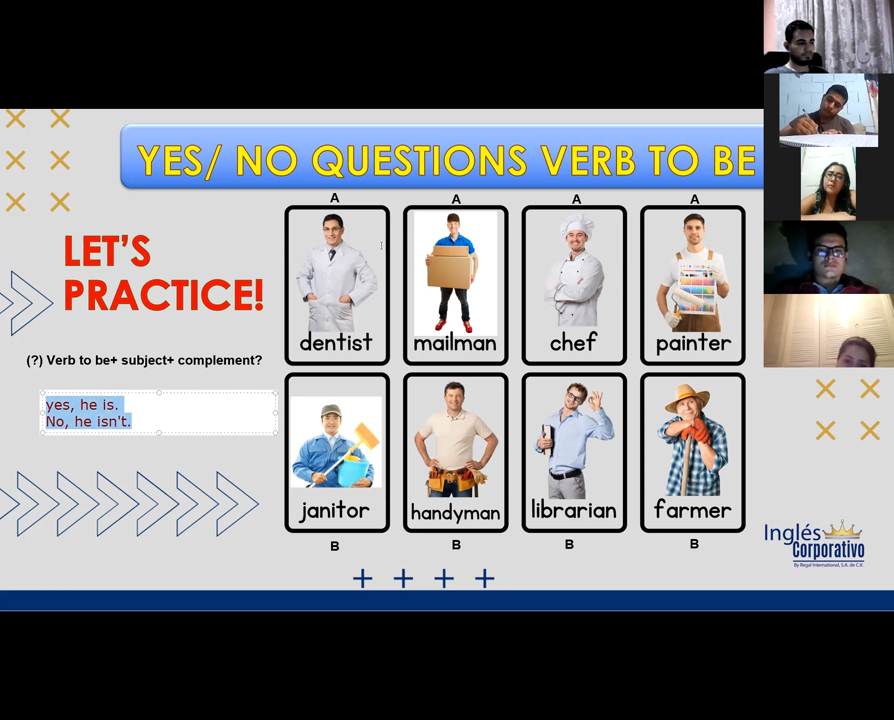 YES/ NO QUESTIONS VERB TO BE
LET'S
PRACTICE!
(?) Verb to be+ subject+ complement?
yes, he is.
No, he isn't.
A
A
A
A
dentist
mailman
chef
painter
janitor
handyman
librarian
farmer
B
B
B
B
Inglés
Corporativo
By Regal International, S.A. de C.V.